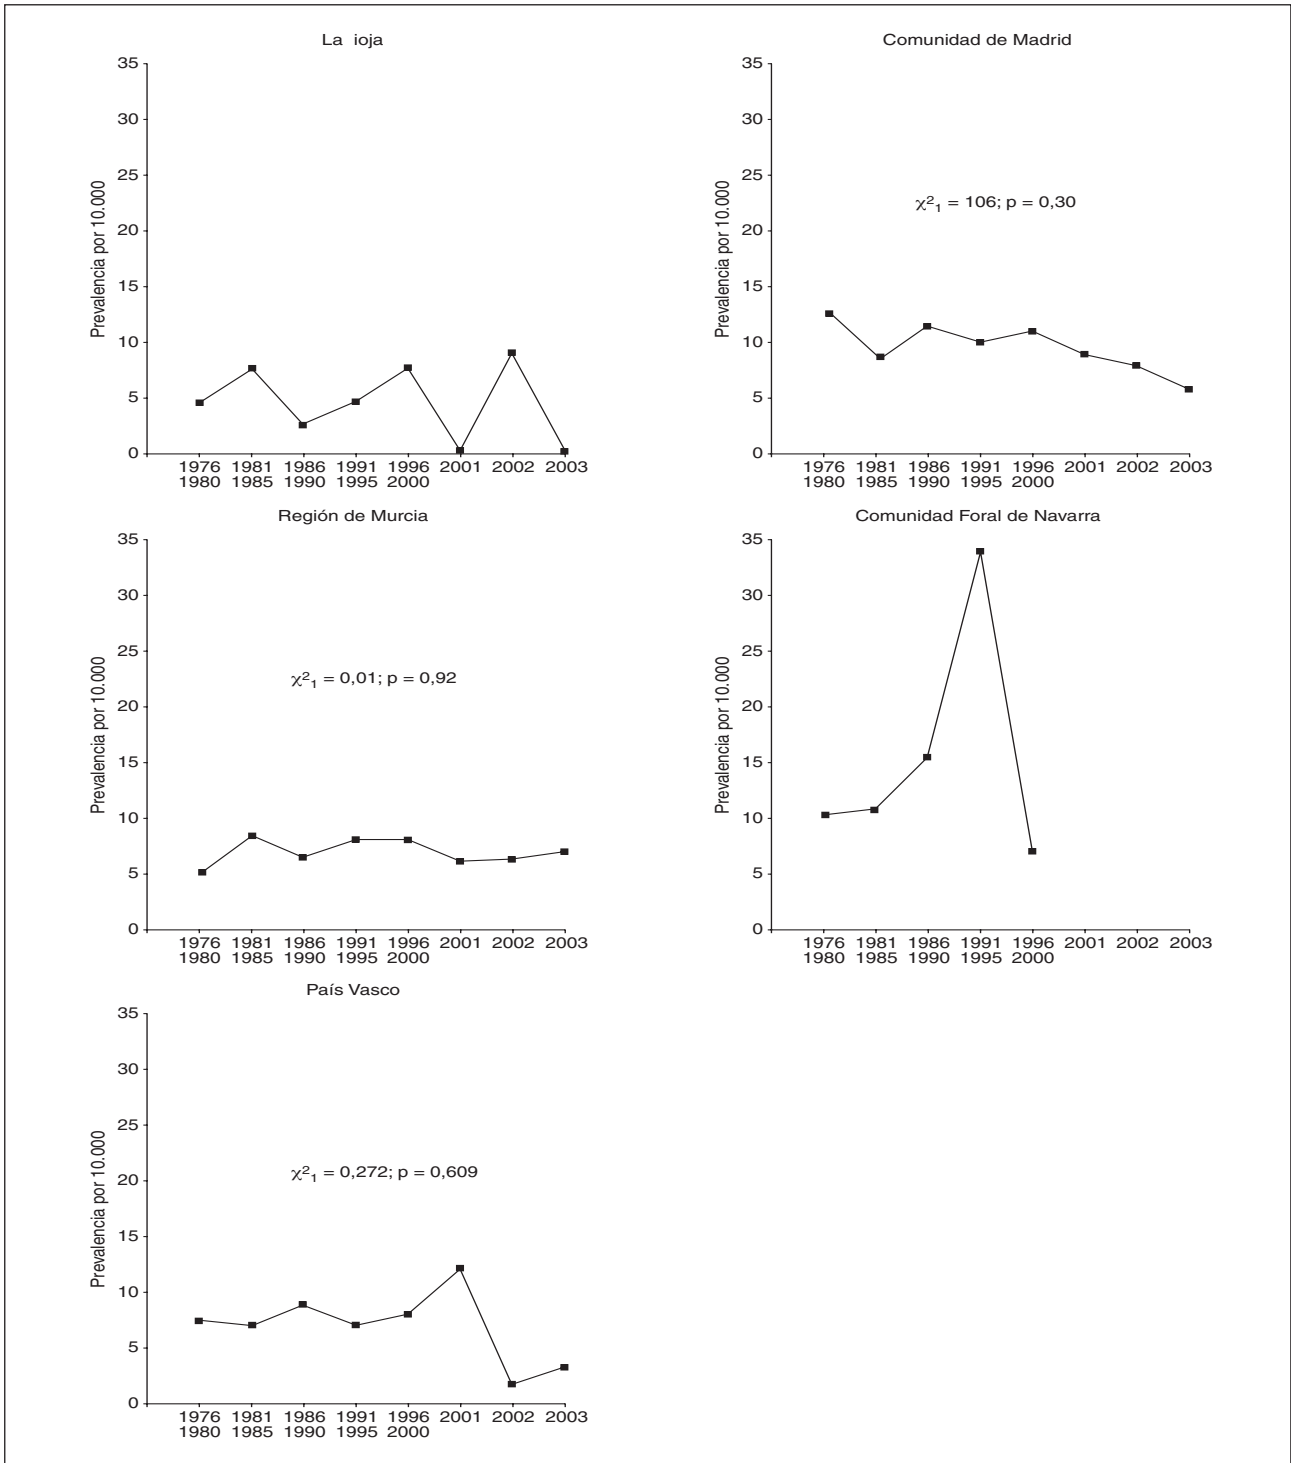 La ioja
Prevalencia por 10.000
35
30
25
20
15
10
5
0
1976 1981 1986 1991 1996 2001 2002 2003
1980 1985 1990 1995 2000
Comunidad de Madrid
Prevalencia por 10.000
35
30
25
20
15
10
5
0
χ²₁ = 106; p = 0,30
1976 1981 1986 1991 1996 2001 2002 2003
1980 1985 1990 1995 2000
Región de Murcia
Prevalencia por 10.000
35
30
25
20
15
10
5
0
χ²₁ = 0,01; p = 0,92
1976 1981 1986 1991 1996 2001 2002 2003
1980 1985 1990 1995 2000
Comunidad Foral de Navarra
Prevalencia por 10.000
35
30
25
20
15
10
5
0
1976 1981 1986 1991 1996 2001 2002 2003
1980 1985 1990 1995 2000
País Vasco
Prevalencia por 10.000
35
30
25
20
15
10
5
0
χ²₁ = 0,272; p = 0,609
1976 1981 1986 1991 1996 2001 2002 2003
1980 1985 1990 1995 2000